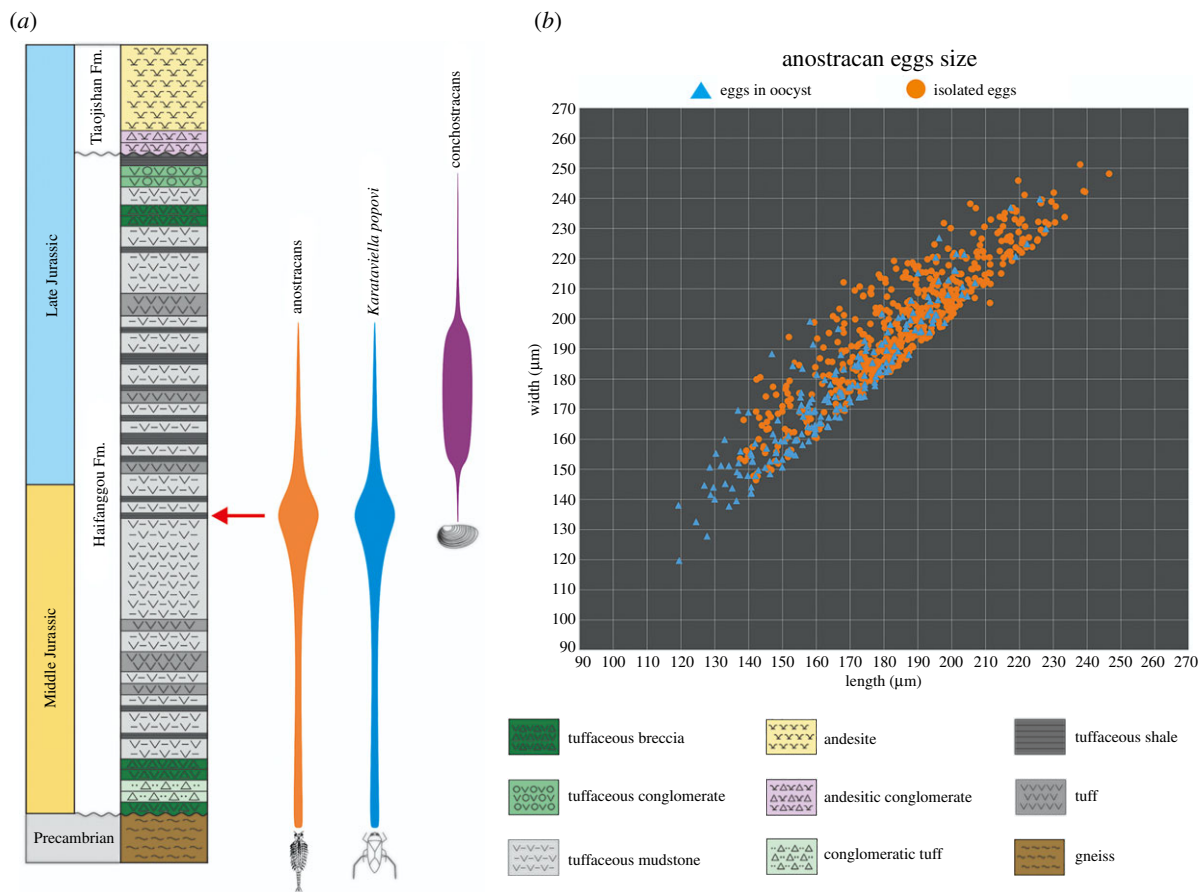 (a)
Late Jurassic
Middle Jurassic
Precambrian
Tiaojishan Fm.
Haifanggou Fm.
anostracans
Karataviella popovi
conchostracans
(b)
anostracan eggs size
eggs in oocyst
isolated eggs
width (µm)
270
260
250
240
230
220
210
200
190
180
170
160
150
140
130
120
110
100
90
90 100 110 120 130 140 150 160 170 180 190 200 210 220 230 240 250 260 270
length (µm)
tuffaceous breccia
andesite
tuffaceous shale
tuffaceous conglomerate
andesitic conglomerate
tuff
tuffaceous mudstone
conglomeratic tuff
gneiss